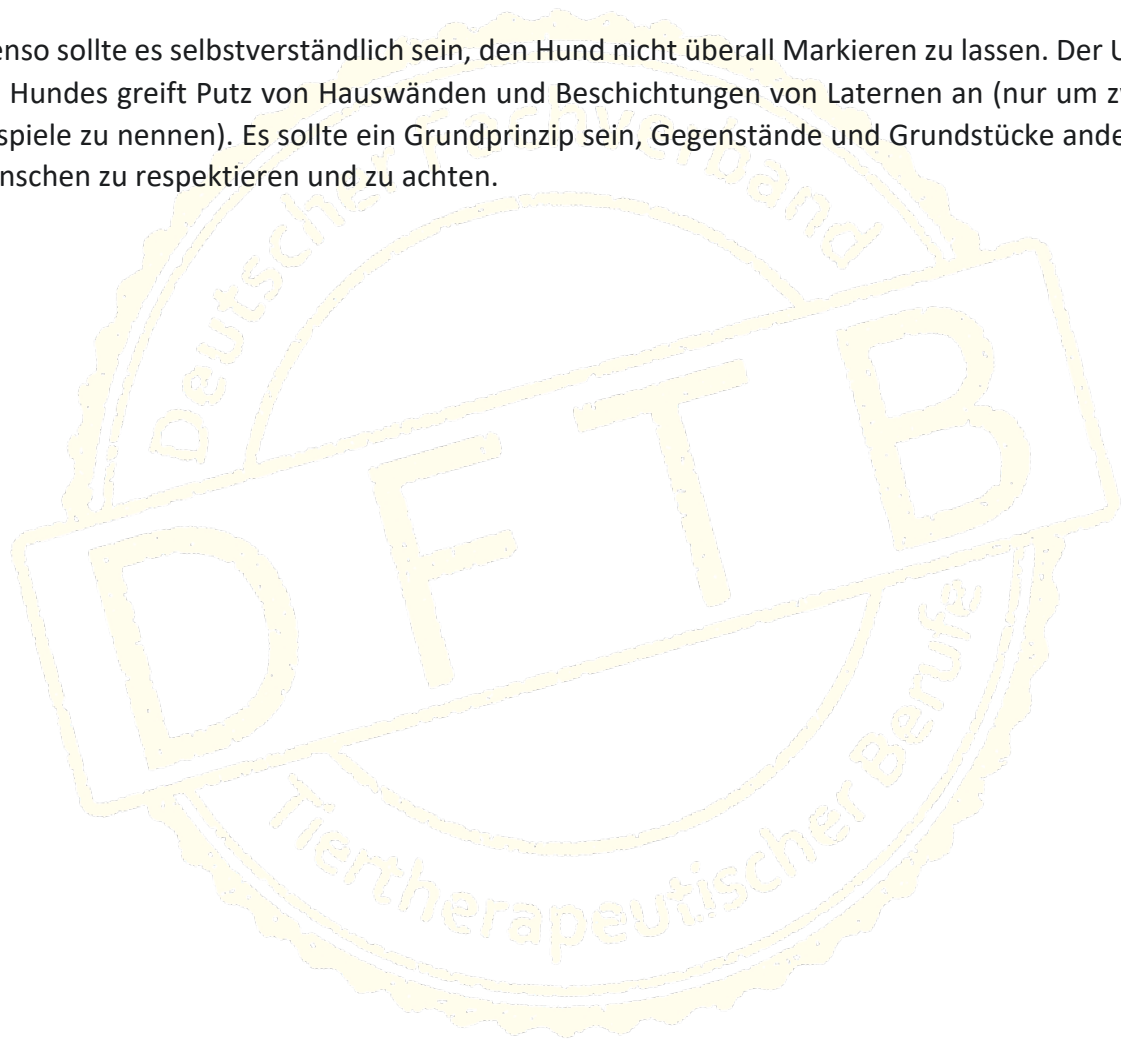 enso sollte es selbstverständlich sein, den Hund nicht überall Markieren zu lassen. Der U
Hundes greift Putz von Hauswänden und Beschichtungen von Laternen an (nur um z
spiele zu nennen). Es sollte ein Grundprinzip sein, Gegenstände und Grundstücke ande
nschen zu respektieren und zu achten.
Deutscher Fachverband
DFTB
Tiertherapeutischer Berufe